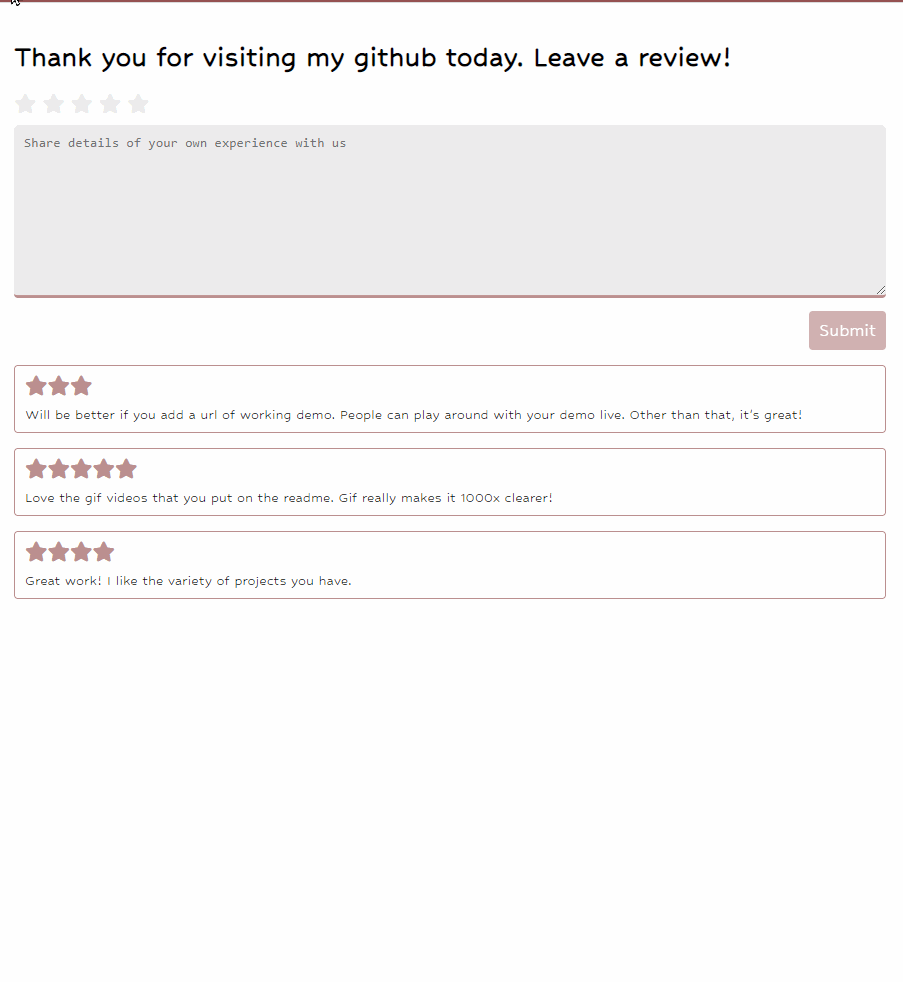 Thank you for visiting my github today. Leave a review!
Share details of your own experience with us
Submit
Will be better if you add a url of working demo. People can play around with your demo live. Other than that, it's great!
Love the gif videos that you put on the readme. Gif really makes it 1000x clearer!
Great work! I like the variety of projects you have.